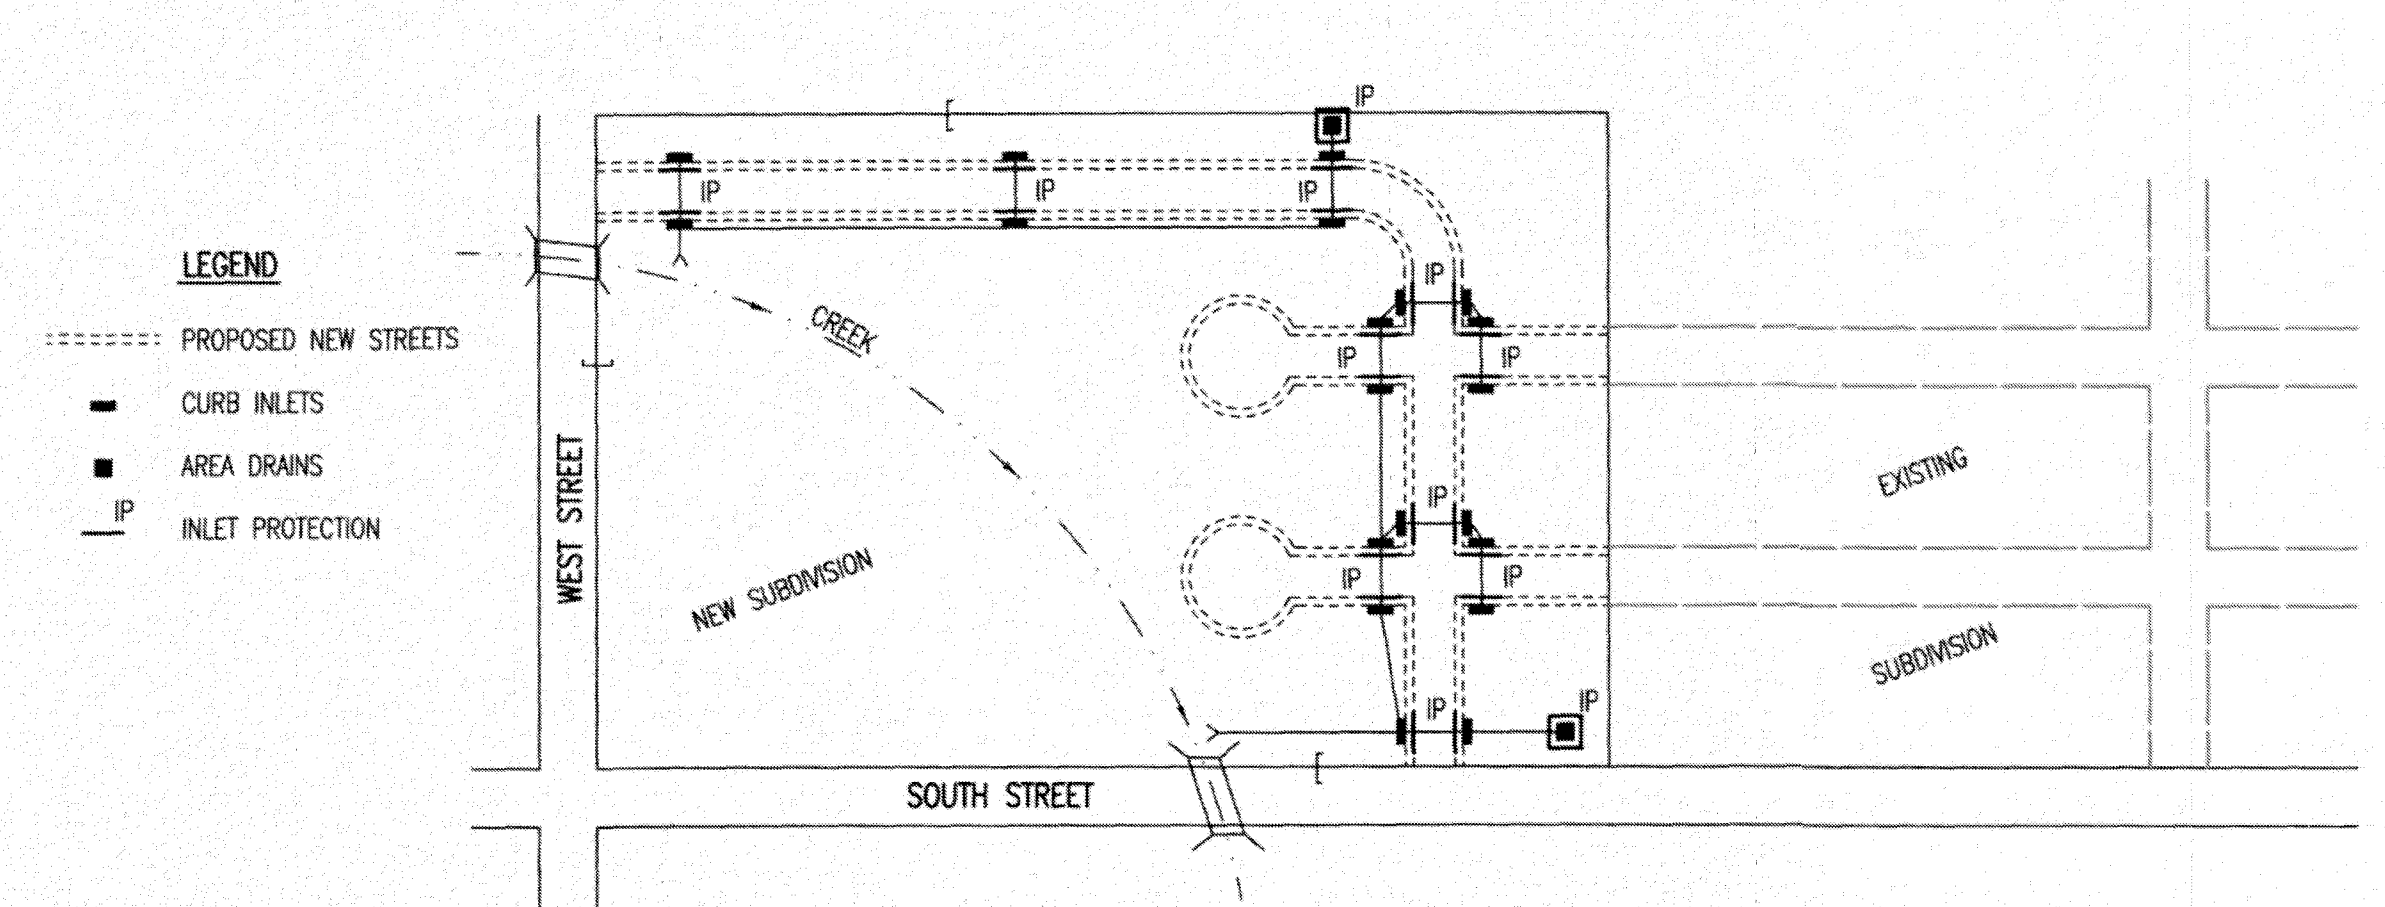 IP
IP
IP
IP
LEGEND
PROPOSED NEW STREETS
CURB INLETS
AREA DRAINS
IP
INLET PROTECTION
WEST STREET
CREEK
NEW SUBDIVISION
IP
IP
IP
IP
IP
IP
IP
IP
EXISTING
SUBDIVISION
SOUTH STREET